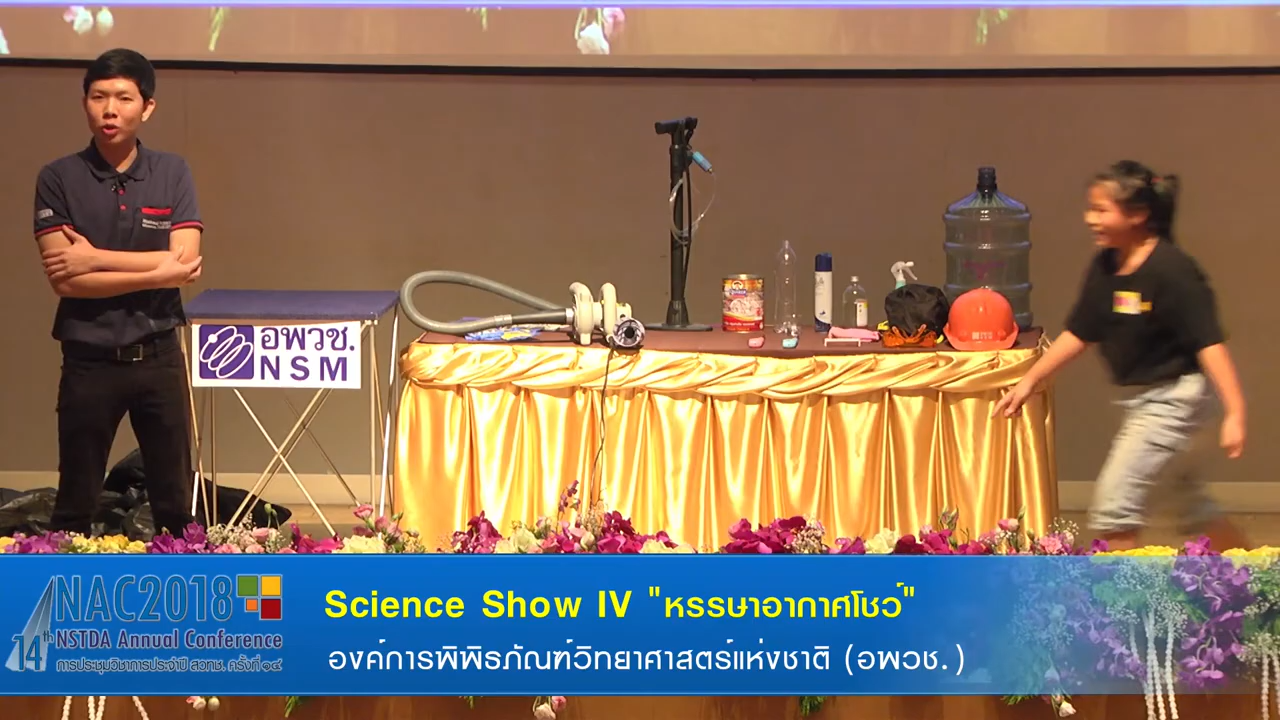 อพวช.
NSM
NAC2018
14th NSTDA Annual Conference
การประชุมวิชาการประจำปี สวทช. ครั้งที่ ๑๔
Science Show IV "หรรษาอากาศโชว์"
องค์การพิพิธภัณฑ์วิทยาศาสตร์แห่งชาติ (อพวช.)